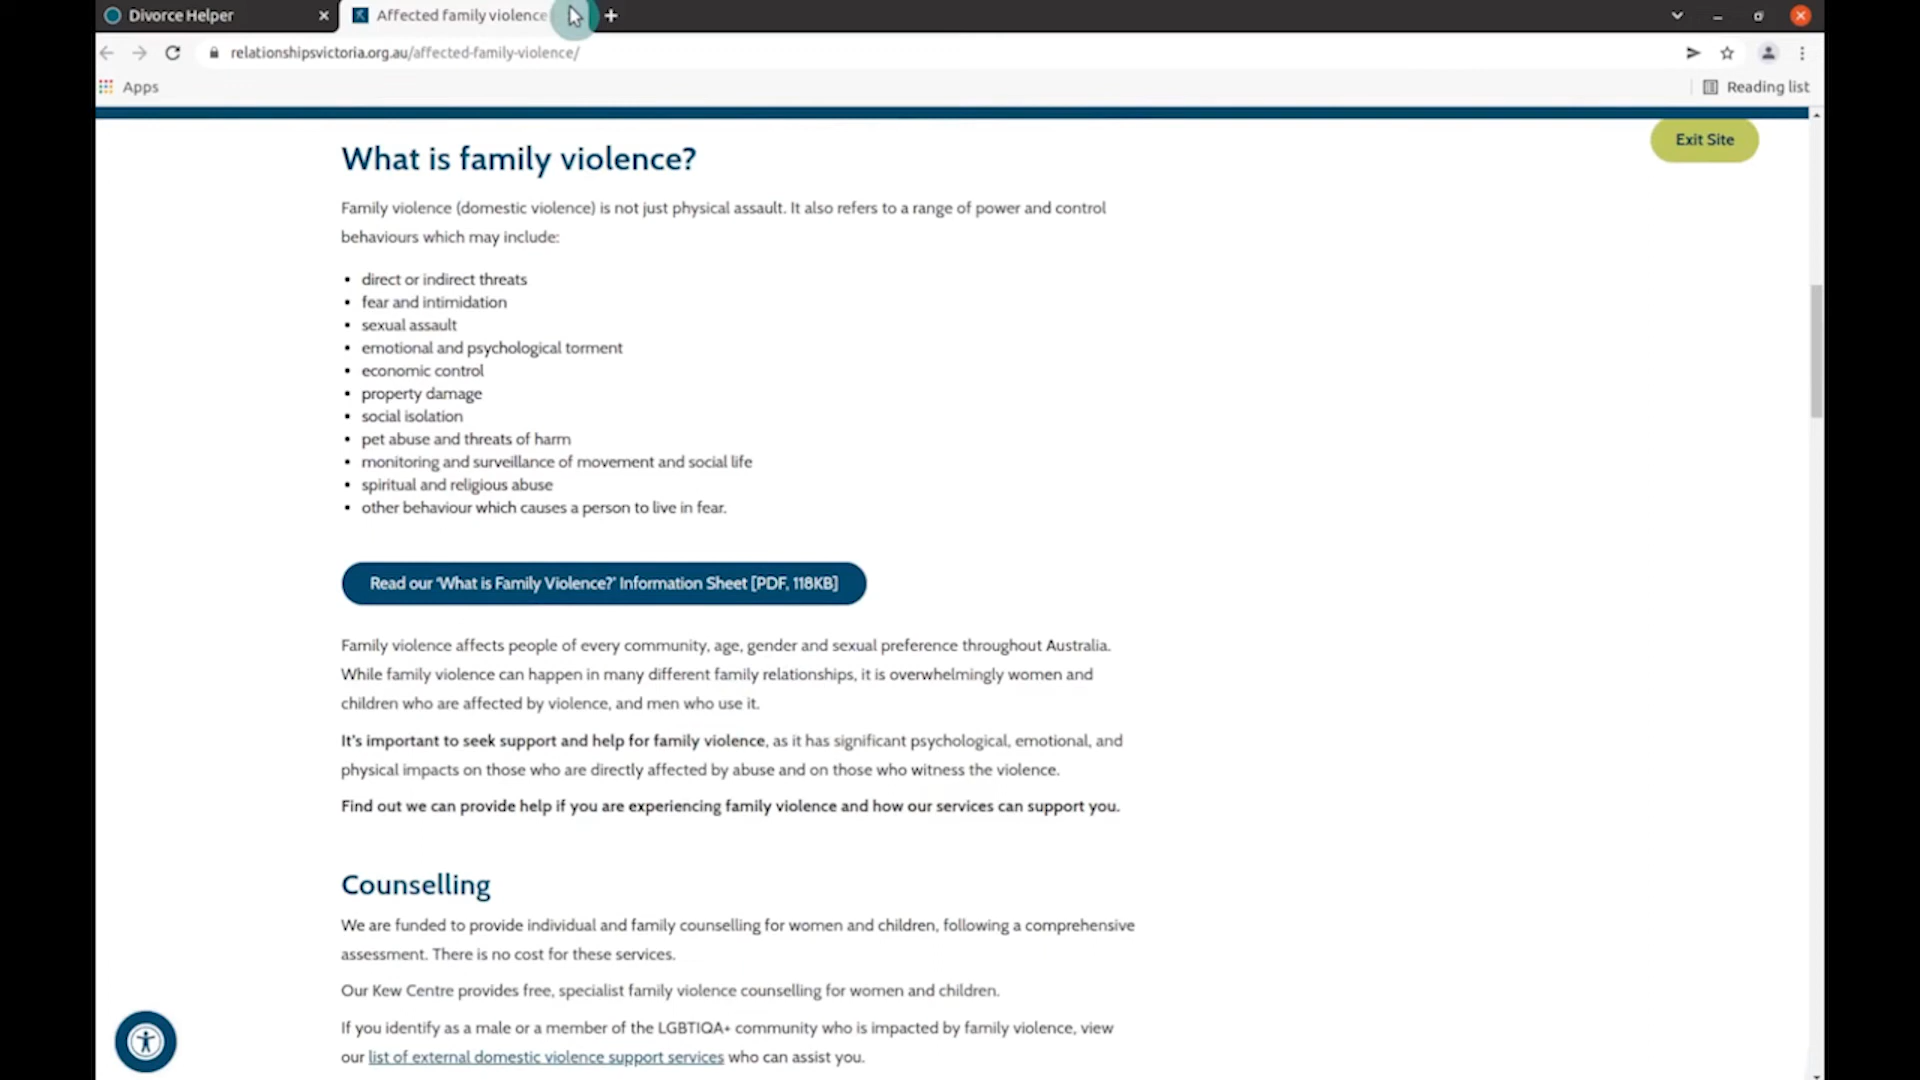 Divorce Helper
Affected family violence
relationshipsvictoria.org.au/affected-family-violence/
Apps
Reading list
Exit Site
What is family violence?
Family violence (domestic violence) is not just physical assault. It also refers to a range of power and control
behaviours which may include:
• direct or indirect threats
• fear and intimidation
• sexual assault
• emotional and psychological torment
• economic control
• property damage
• social isolation
• pet abuse and threats of harm
• monitoring and surveillance of movement and social life
• spiritual and religious abuse
• other behaviour which causes a person to live in fear.
Read our ‘What is Family Violence?’ Information Sheet [PDF, 118KB]
Family violence affects people of every community, age, gender and sexual preference throughout Australia.
While family violence can happen in many different family relationships, it is overwhelmingly women and
children who are affected by violence, and men who use it.
It’s important to seek support and help for family violence, as it has significant psychological, emotional, and
physical impacts on those who are directly affected by abuse and on those who witness the violence.
Find out we can provide help if you are experiencing family violence and how our services can support you.
Counselling
We are funded to provide individual and family counselling for women and children, following a comprehensive
assessment. There is no cost for these services.
Our Kew Centre provides free, specialist family violence counselling for women and children.
If you identify as a male or a member of the LGBTIQA+ community who is impacted by family violence, view
our list of external domestic violence support services who can assist you.